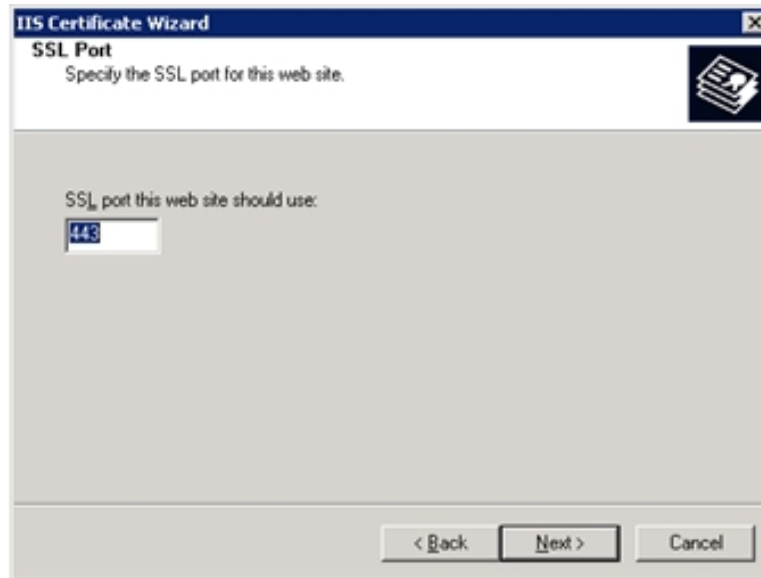 IIS Certificate Wizard
SSL Port
Specify the SSL port for this web site.
SSL port this web site should use:
443
< Back Next > Cancel